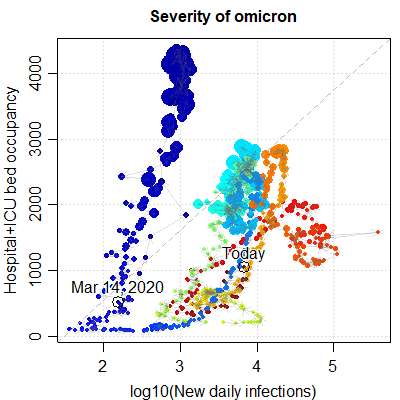 Severity of omicron
Hospital+ICU bed occupancy
4000
3000
2000
1000
0
Today
Mar 14, 2020
2
3
4
5
log10(New daily infections)